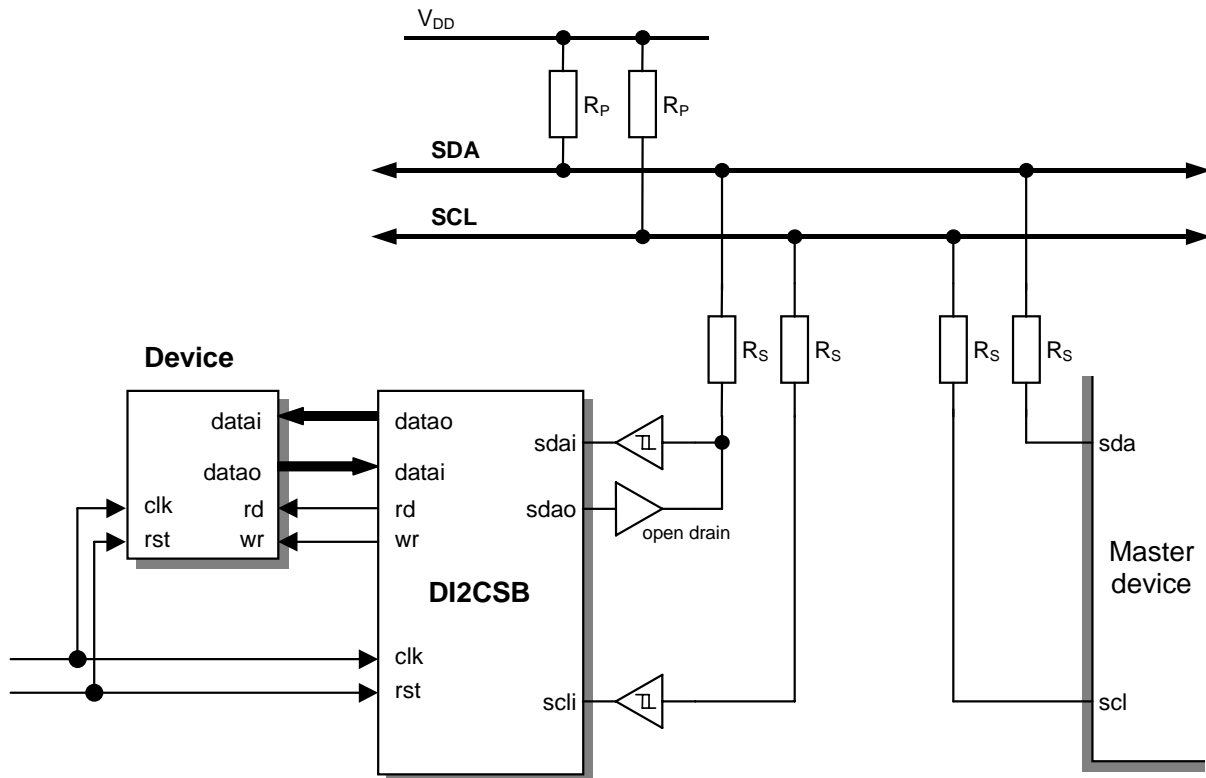 VDD
RP
RP
SDA
SCL
RS
RS
RS
RS
Device
datai
datao
clk
rd
rst
wr
datao
datai
rd
wr
DI2CSB
clk
rst
sdai
sdao
scli
open drain
sda
Master
device
scl